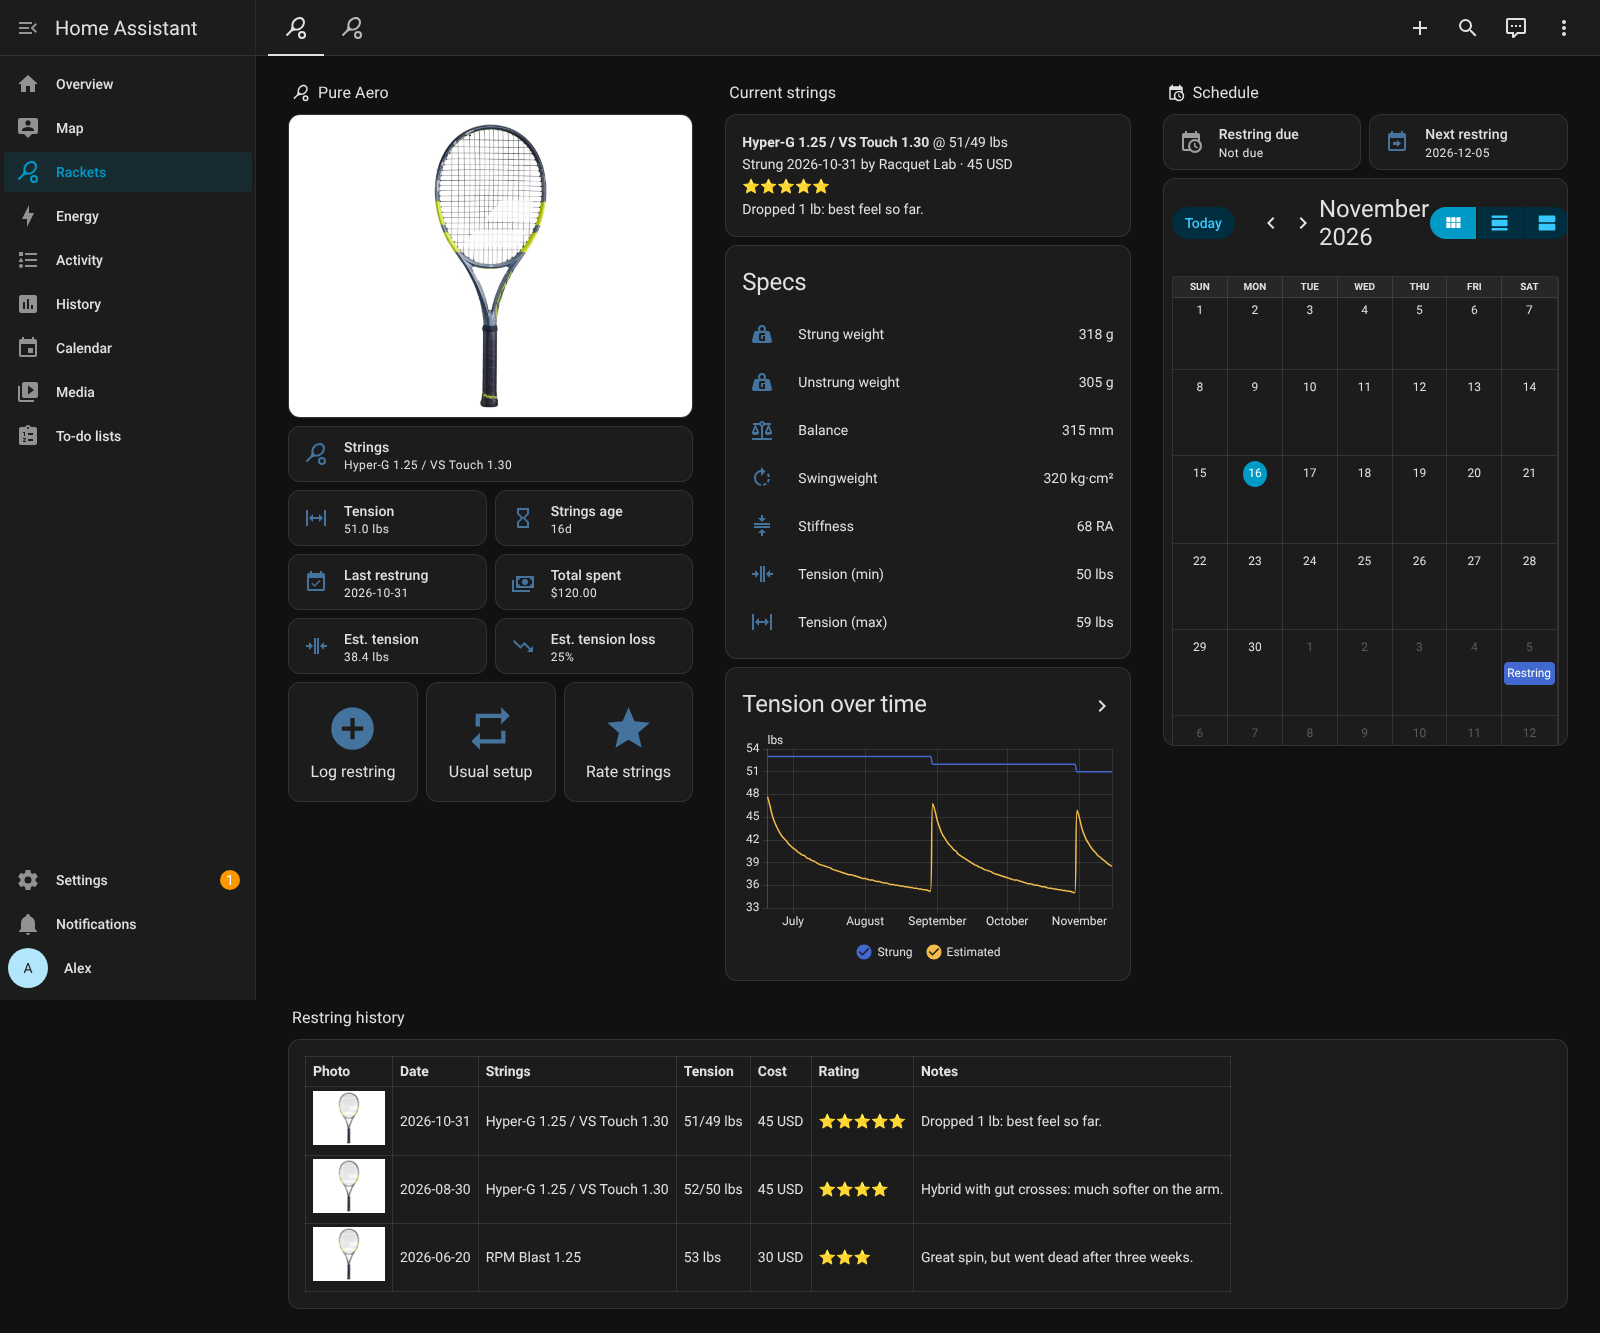 Home Assistant
Overview
Map
Rackets
Energy
Activity
History
Calendar
Media
To-do lists
Settings
1
Notifications
A
Alex
Pure Aero
Strings
Hyper-G 1.25 / VS Touch 1.30
Tension
51.0 lbs
Strings age
16d
Last restrung
2026-10-31
Total spent
$120.00
Est. tension
38.4 lbs
Est. tension loss
25%
Log restring
Usual setup
Rate strings
Current strings
Hyper-G 1.25 / VS Touch 1.30 @ 51/49 lbs
Strung 2026-10-31 by Racquet Lab · 45 USD
⭐⭐⭐⭐⭐
Dropped 1 lb: best feel so far.
Specs
Strung weight 318 g
Unstrung weight 305 g
Balance 315 mm
Swingweight 320 kg·cm²
Stiffness 68 RA
Tension (min) 50 lbs
Tension (max) 59 lbs
Tension over time
lbs
54
51
48
45
42
39
36
33
July August September October November
Strung Estimated
Schedule
Restring due
Not due
Next restring
2026-12-05
Today
November
2026
SUN MON TUE WED THU FRI SAT
1 2 3 4 5 6 7
8 9 10 11 12 13 14
15 16 17 18 19 20 21
22 23 24 25 26 27 28
29 30 1 2 3 4 5
Restring
6 7 8 9 10 11 12
Restring history
Photo Date Strings Tension Cost Rating Notes
2026-10-31 Hyper-G 1.25 / VS Touch 1.30 51/49 lbs 45 USD ⭐⭐⭐⭐⭐ Dropped 1 lb: best feel so far.
2026-08-30 Hyper-G 1.25 / VS Touch 1.30 52/50 lbs 45 USD ⭐⭐⭐⭐ Hybrid with gut crosses: much softer on the arm.
2026-06-20 RPM Blast 1.25 53 lbs 30 USD ⭐⭐⭐ Great spin, but went dead after three weeks.